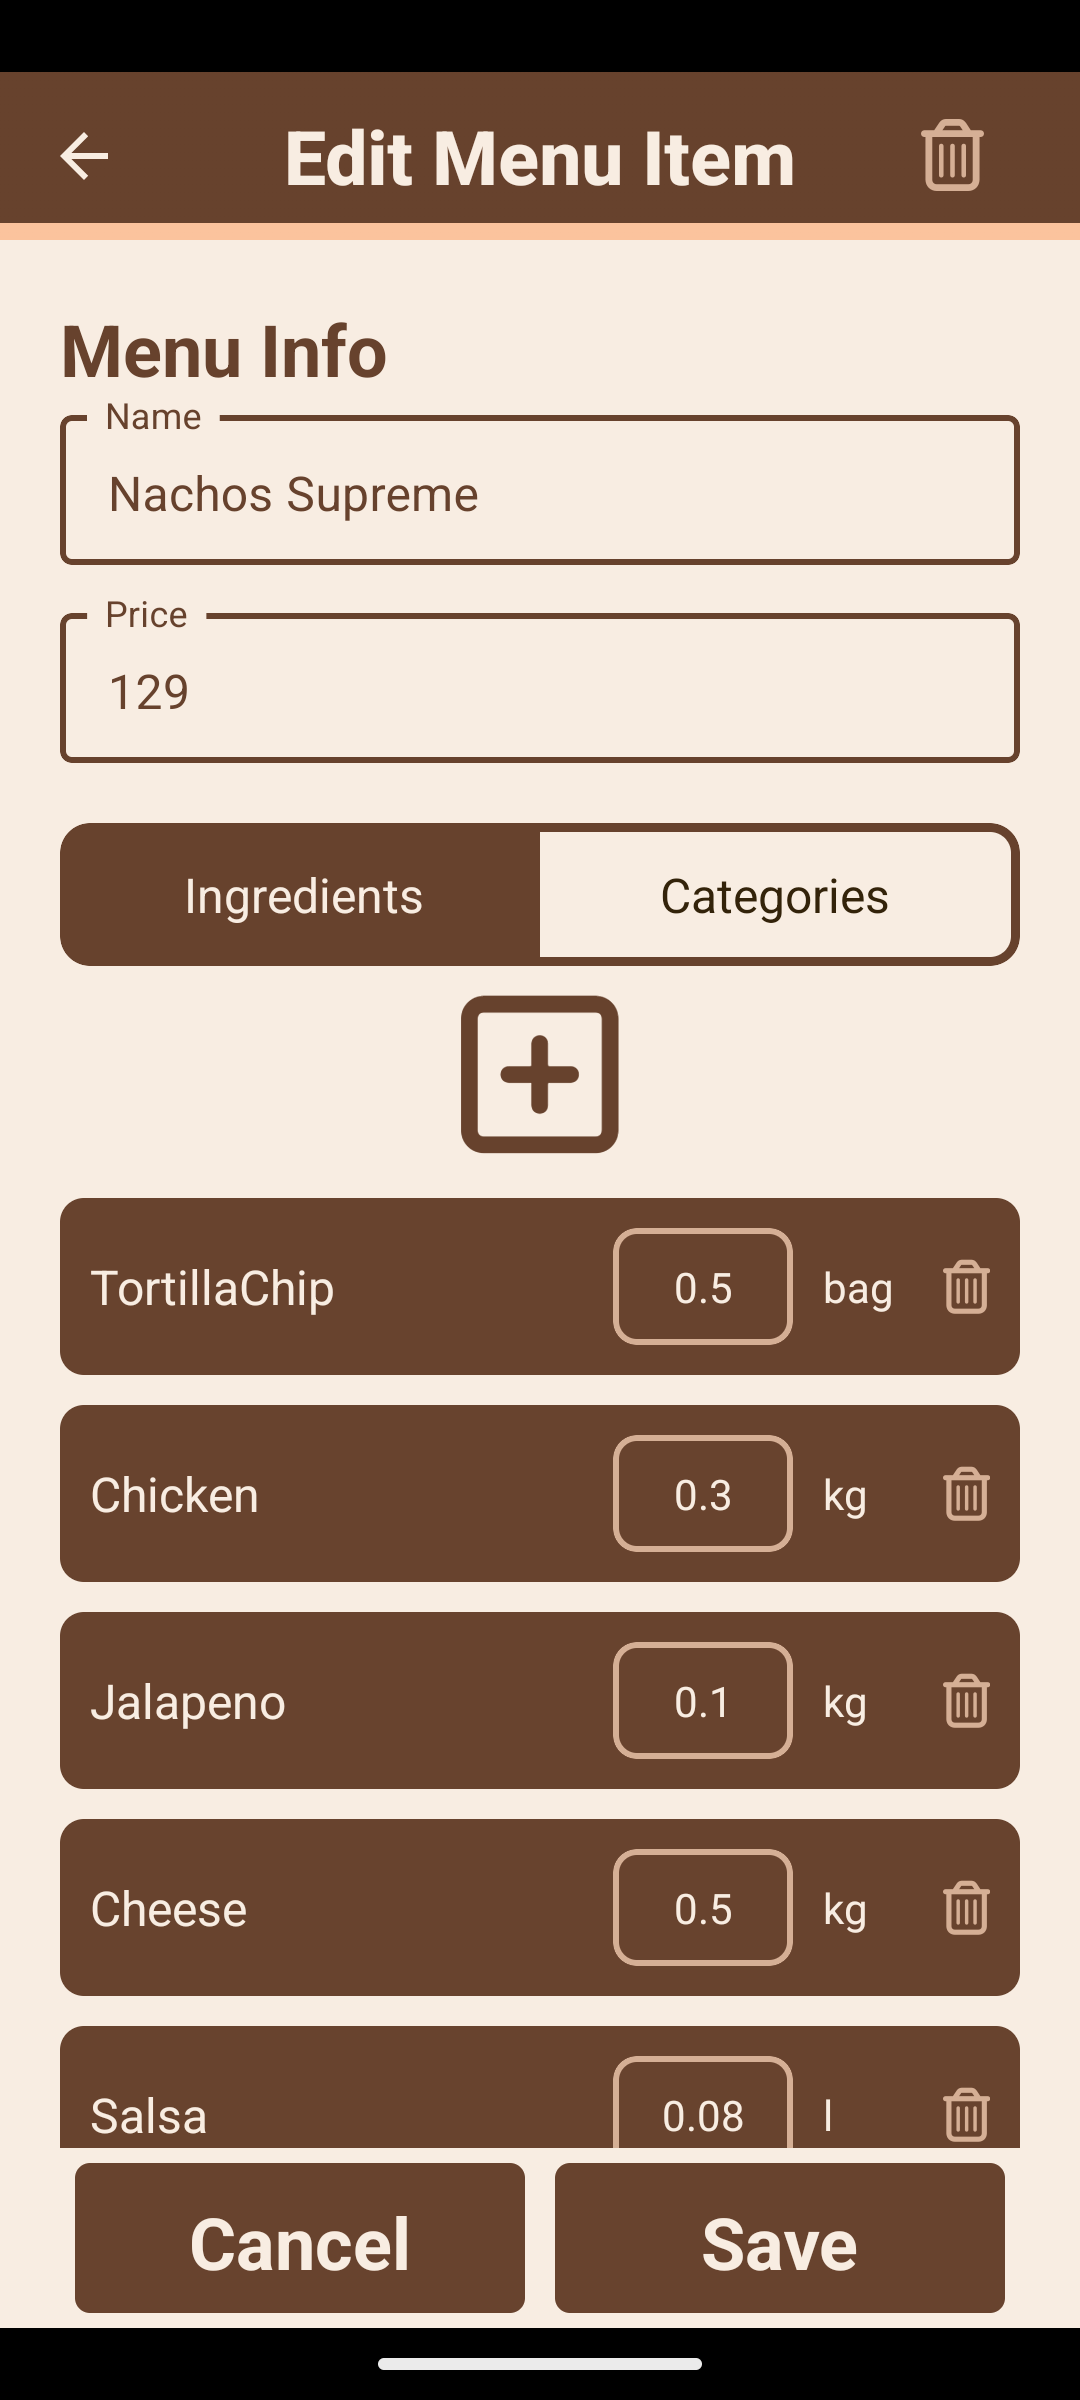 Edit Menu Item
Menu Info
Name
Nachos Supreme
Price
129
Ingredients Categories
TortillaChip 0.5 bag
Chicken 0.3 kg
Jalapeno 0.1 kg
Cheese 0.5 kg
Salsa 0.08 l
Cancel Save